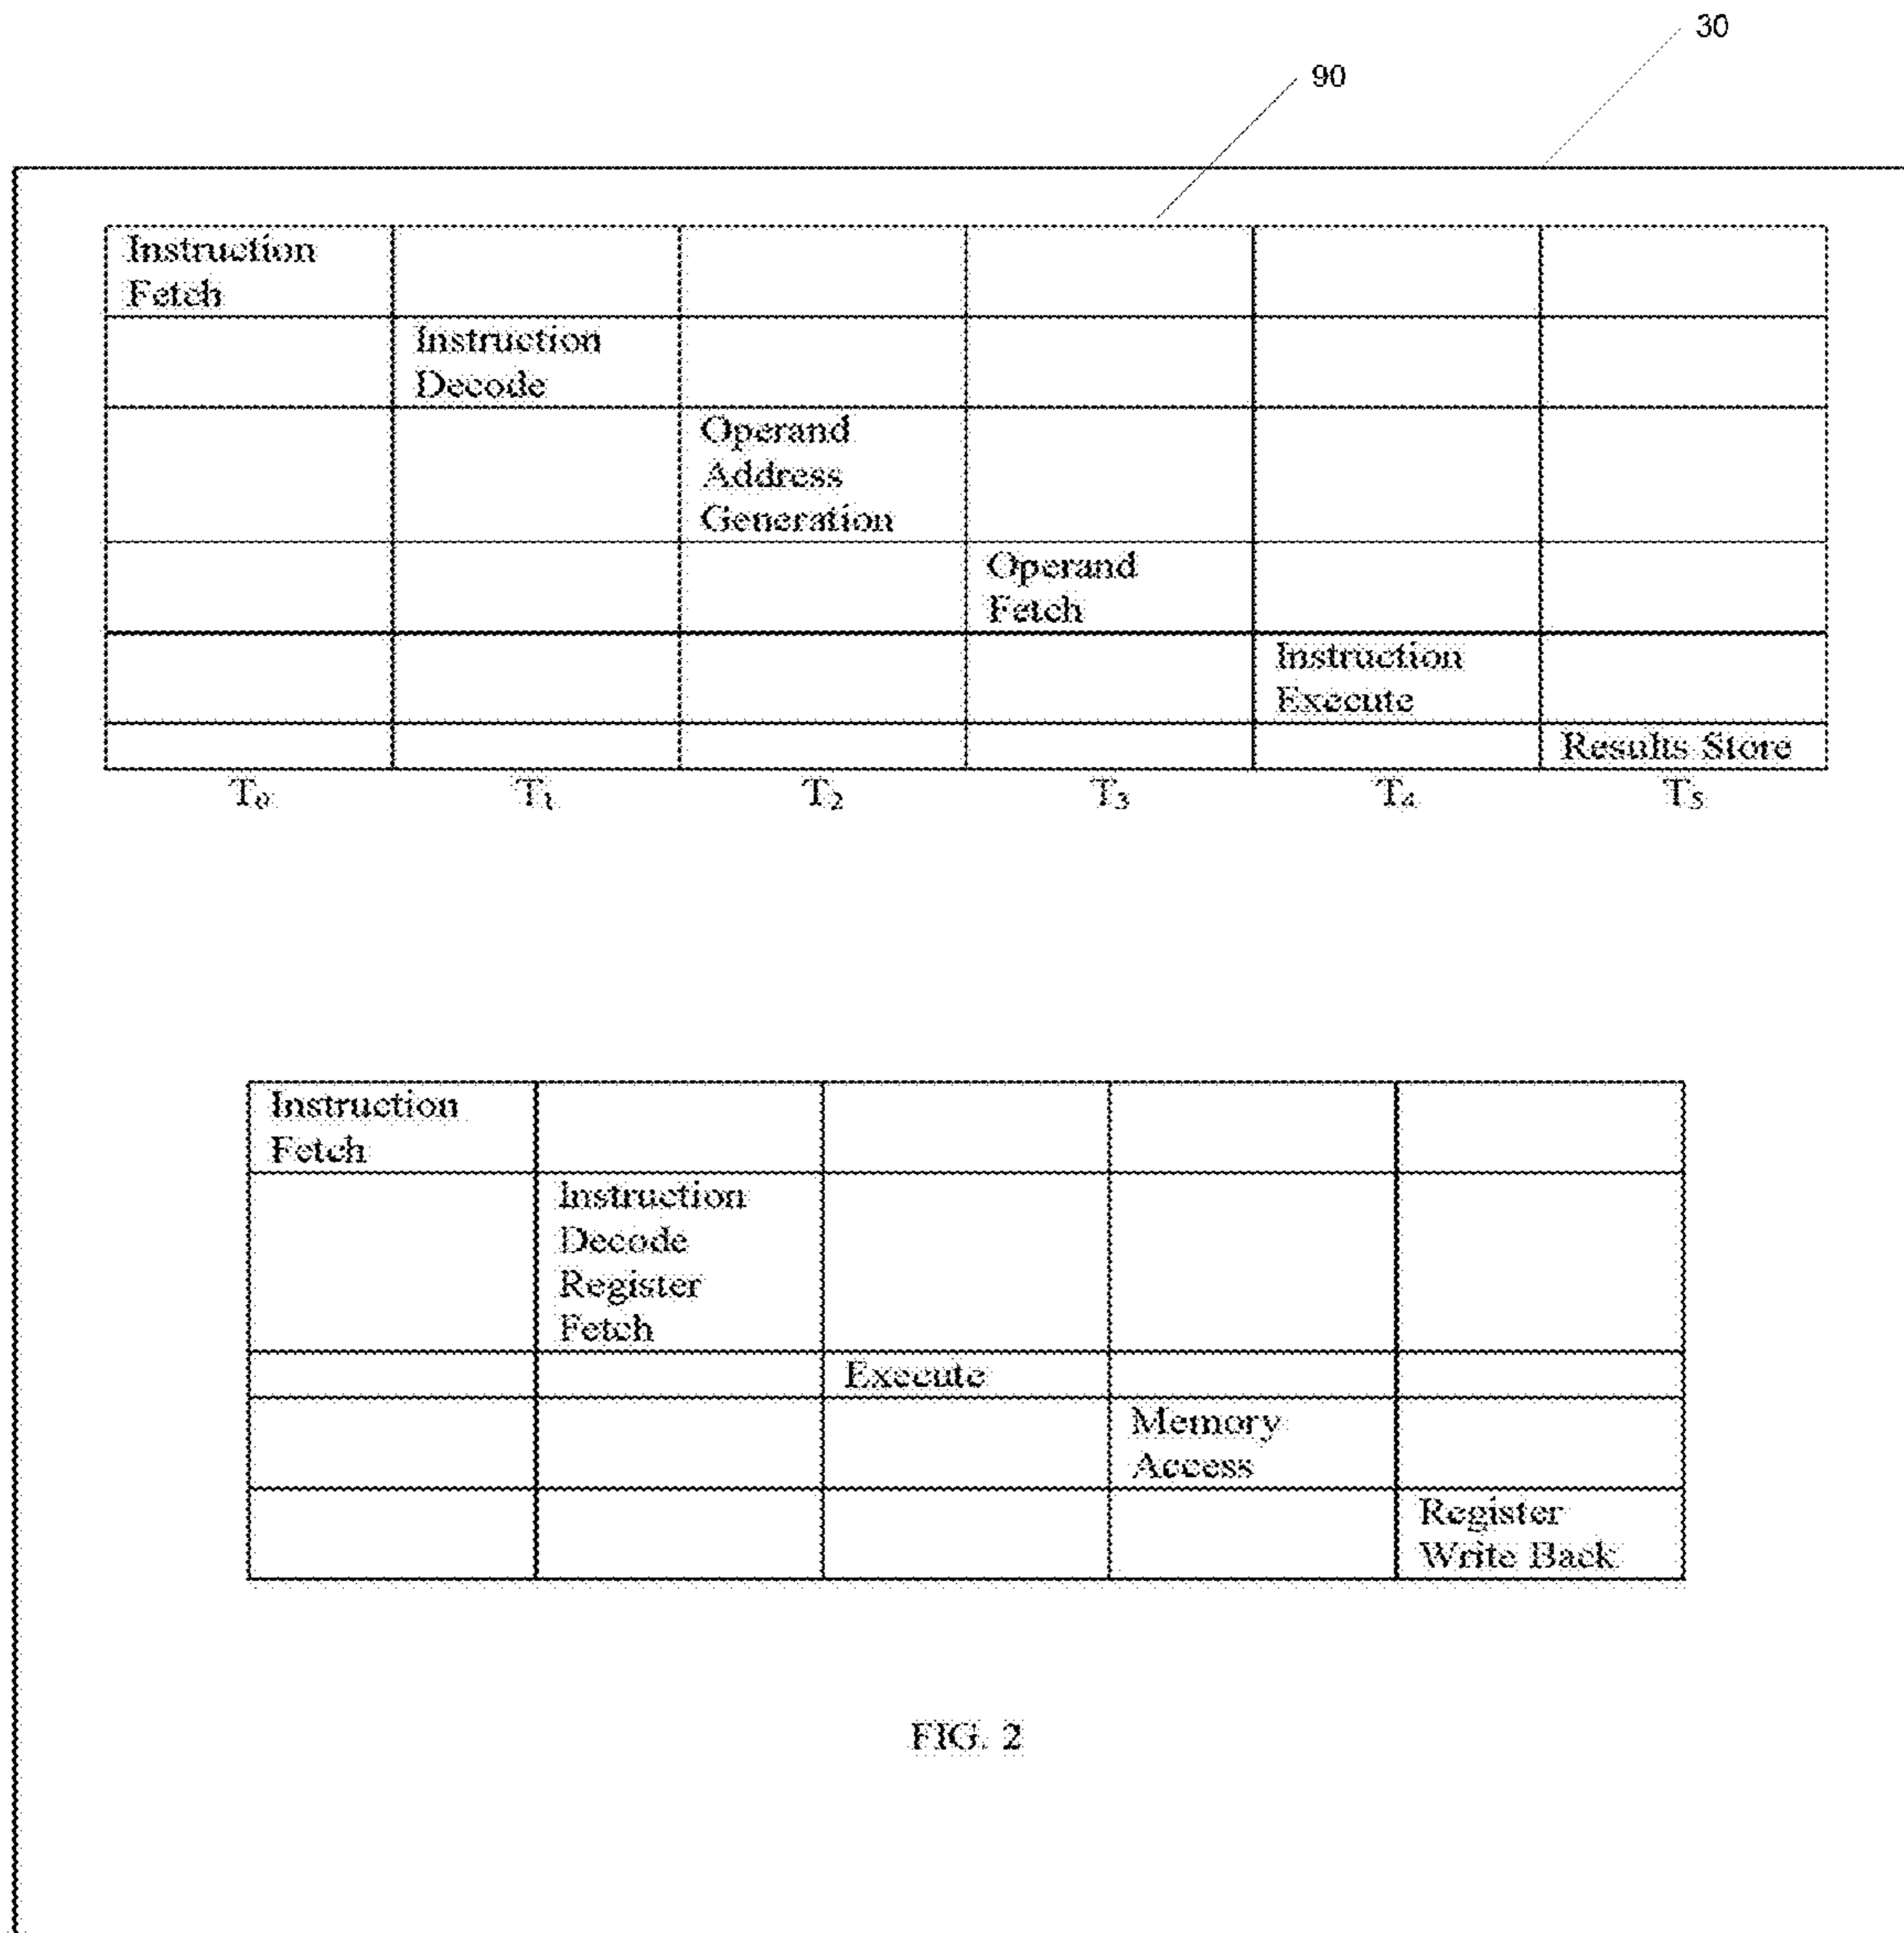 30
90
Instruction
Fetch
Instruction
Decode
Operand
Address
Generation
Operand
Fetch
Instruction
Execute
Results Store
T₀ T₁ T₂ T₃ T₄ T₅
Instruction
Fetch
Instruction
Decode
Register
Fetch
Execute
Memory
Access
Register
Write Back
FIG. 2